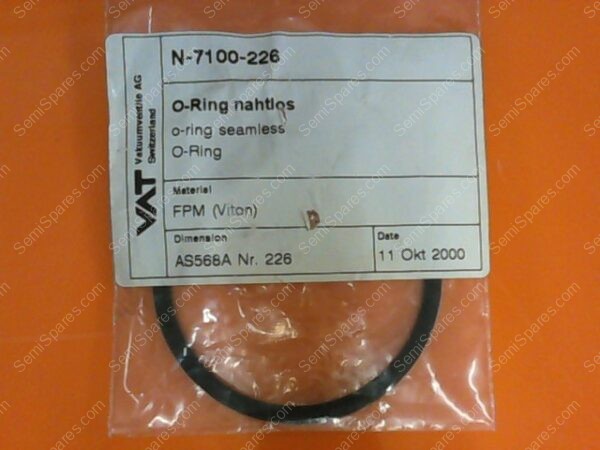 N-7100-226
O-Ring nahtlos
o-ring seamless
O-Ring
VAT
Vakuumventile AG
Switzerland
Material
FPM (Viton)
Dimension
AS568A Nr. 226
Date
11 Okt 2000
SemiSpares.com